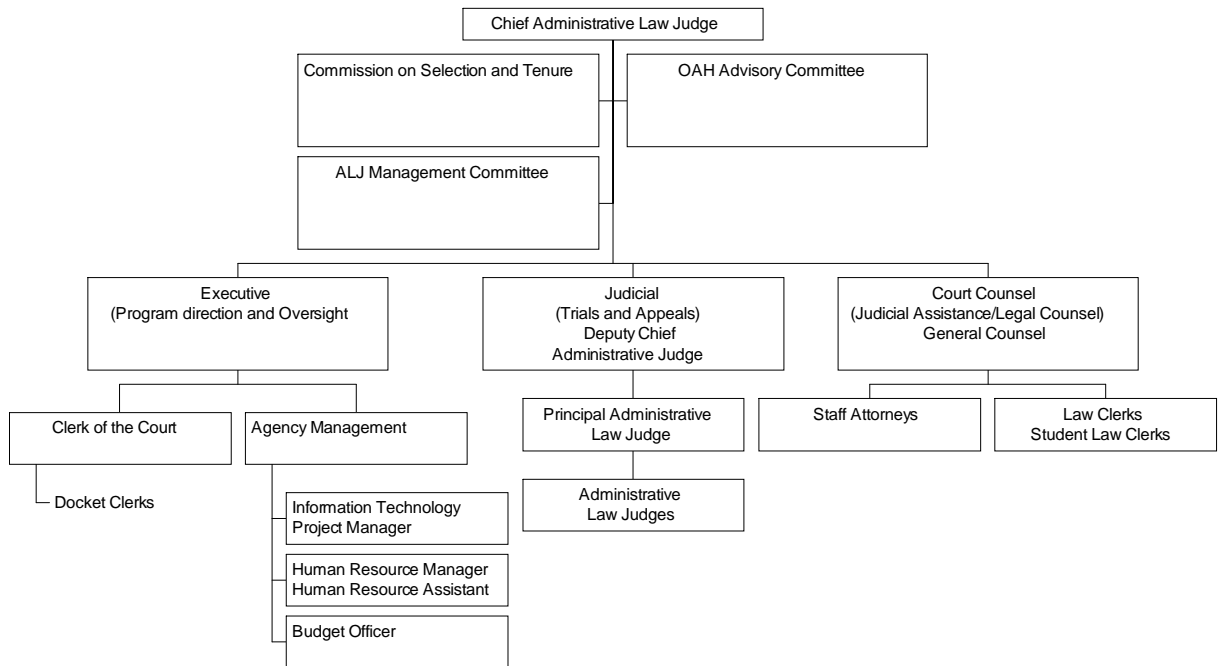 Chief Administrative Law Judge
Commission on Selection and Tenure
OAH Advisory Committee
ALJ Management Committee
Executive
(Program direction and Oversight
Judicial
(Trials and Appeals)
Deputy Chief
Administrative Judge
Court Counsel
(Judicial Assistance/Legal Counsel)
General Counsel
Clerk of the Court
Agency Management
Principal Administrative
Law Judge
Staff Attorneys
Law Clerks
Student Law Clerks
Docket Clerks
Information Technology
Project Manager
Administrative
Law Judges
Human Resource Manager
Human Resource Assistant
Budget Officer